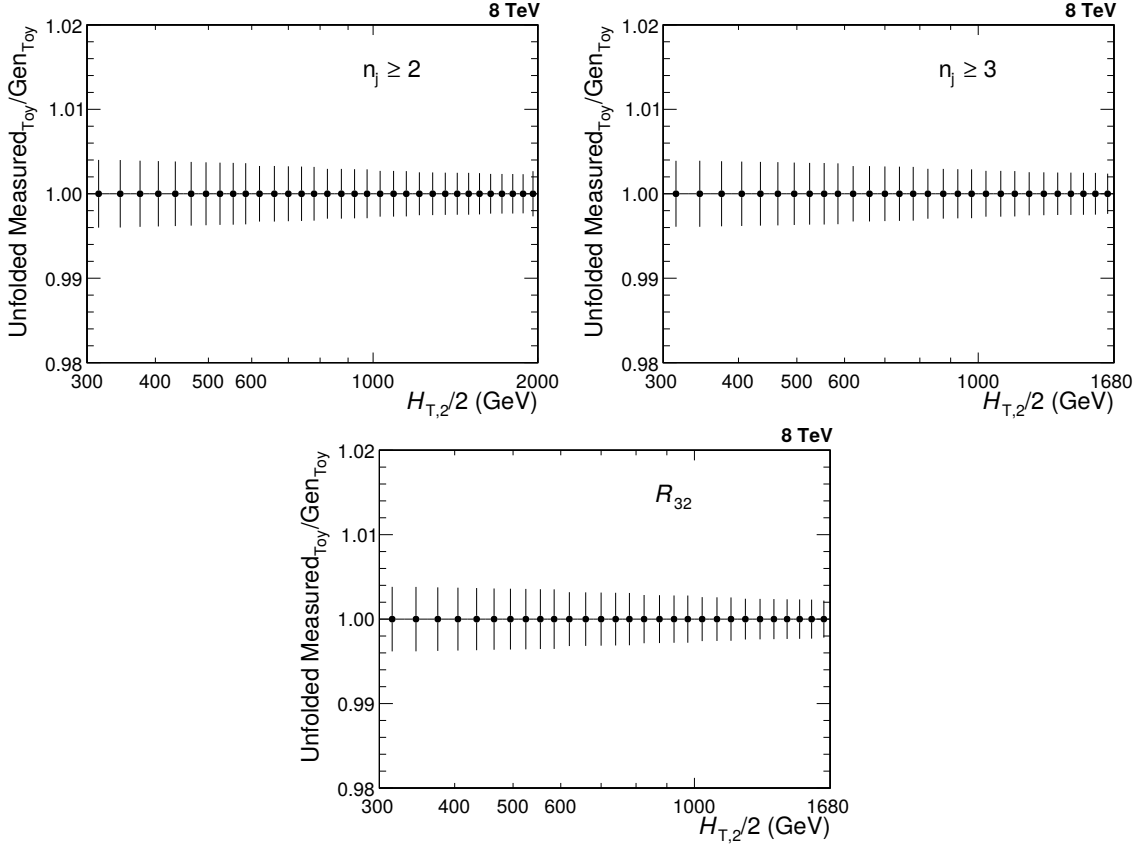 8 TeV
1.02
1.01
1.00
0.99
0.98
Unfolded Measured_Toy/Gen_Toy
n_j ≥ 2
300 400 500 600 1000 2000
H_T,2/2 (GeV)
8 TeV
1.02
1.01
1.00
0.99
0.98
Unfolded Measured_Toy/Gen_Toy
n_j ≥ 3
300 400 500 600 1000 1680
H_T,2/2 (GeV)
8 TeV
1.02
1.01
1.00
0.99
0.98
Unfolded Measured_Toy/Gen_Toy
R_32
300 400 500 600 1000 1680
H_T,2/2 (GeV)